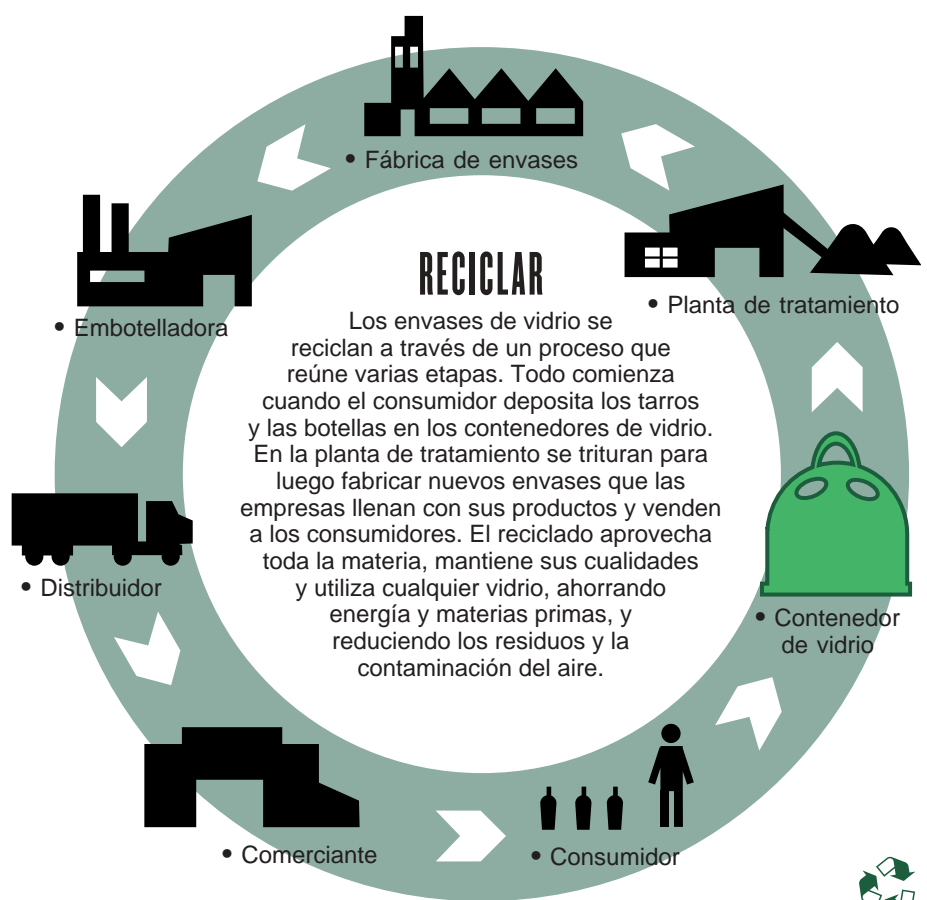 • Fábrica de envases
• Planta de tratamiento
• Embotelladora
RECICLAR
Los envases de vidrio se
reciclan a través de un proceso que
reúne varias etapas. Todo comienza
cuando el consumidor deposita los tarros
y las botellas en los contenedores de vidrio.
En la planta de tratamiento se trituran para
luego fabricar nuevos envases que las
empresas llenan con sus productos y venden
a los consumidores. El reciclado aprovecha
toda la materia, mantiene sus cualidades
y utiliza cualquier vidrio, ahorrando
energía y materias primas, y
reduciendo los residuos y la
contaminación del aire.
• Distribuidor
• Contenedor
de vidrio
• Comerciante
• Consumidor